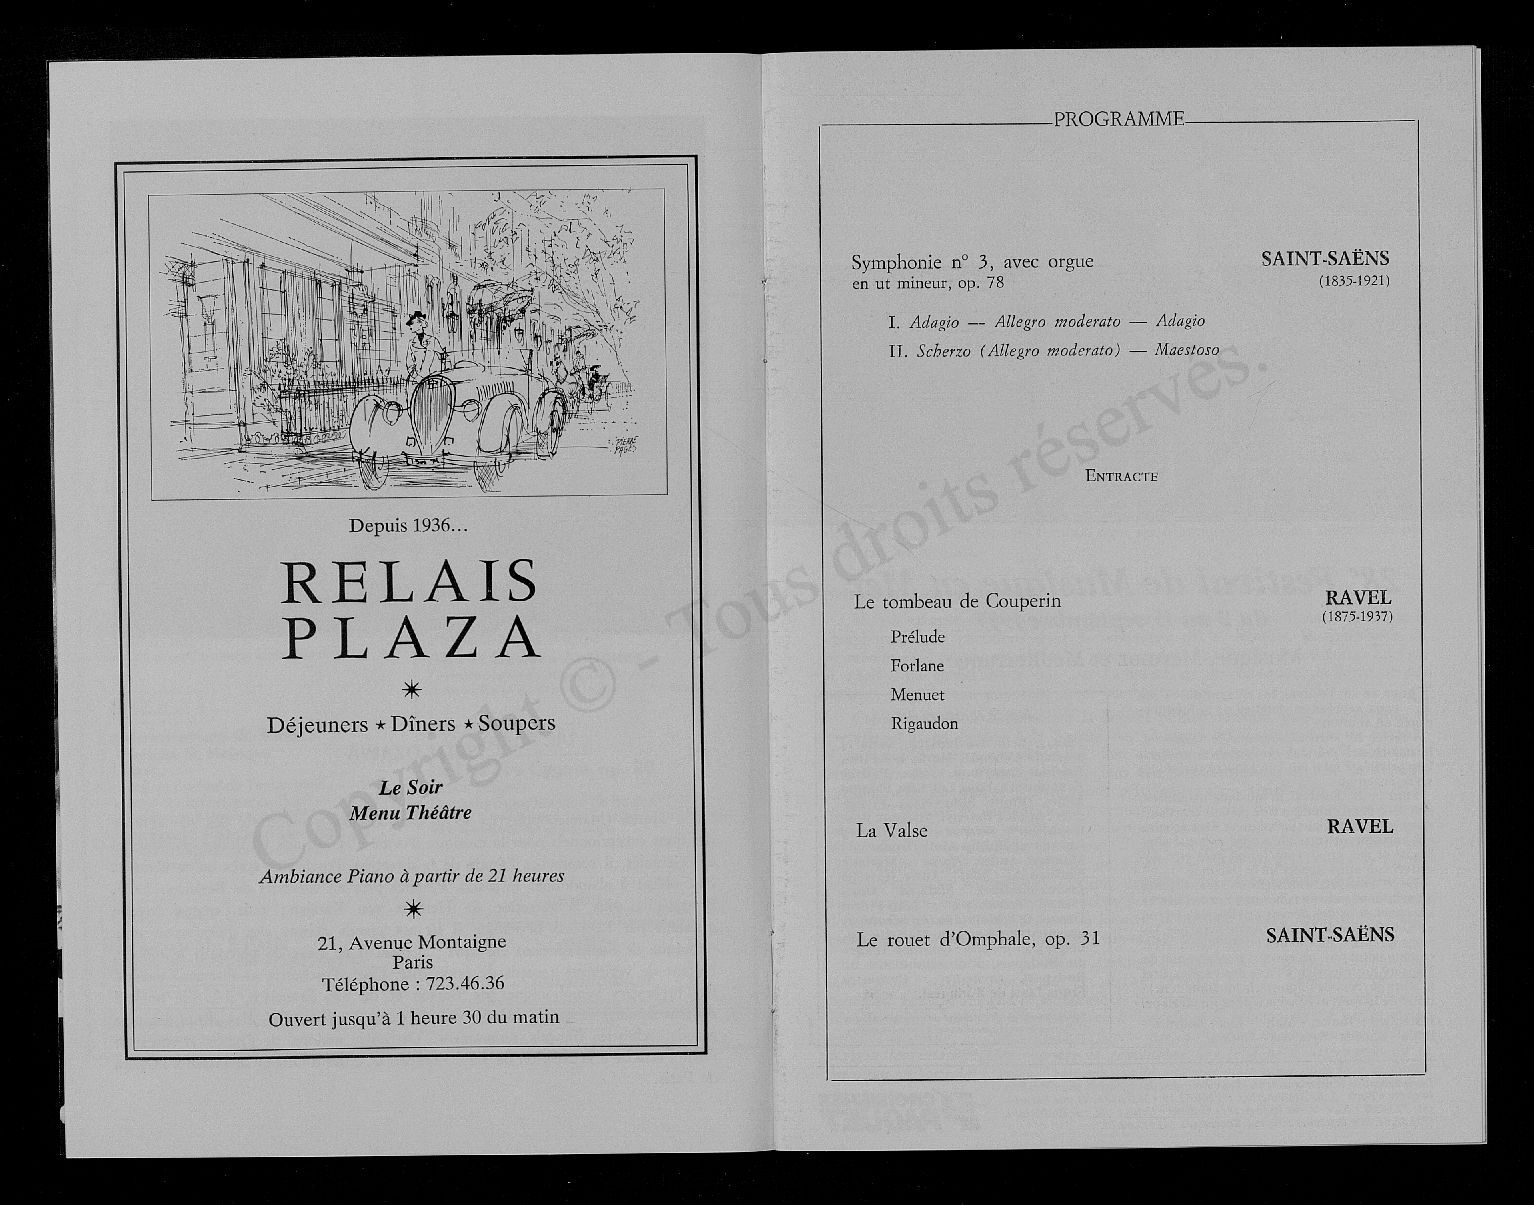 PIERRE
PAGÈS
Depuis 1936...
RELAIS
PLAZA
Déjeuners ★ Dîners ★ Soupers
Le Soir
Menu Théâtre
Ambiance Piano à partir de 21 heures
21, Avenue Montaigne
Paris
Téléphone : 723.46.36
Ouvert jusqu'à 1 heure 30 du matin
PROGRAMME
Symphonie n° 3, avec orgue SAINT-SAËNS
en ut mineur, op. 78 (1835-1921)
I. Adagio — Allegro moderato — Adagio
II. Scherzo (Allegro moderato) — Maestoso
ENTRACTE
Le tombeau de Couperin RAVEL
(1875-1937)
Prélude
Forlane
Menuet
Rigaudon
La Valse RAVEL
Le rouet d'Omphale, op. 31 SAINT-SAËNS
Copyright © - Tous droits réservés.